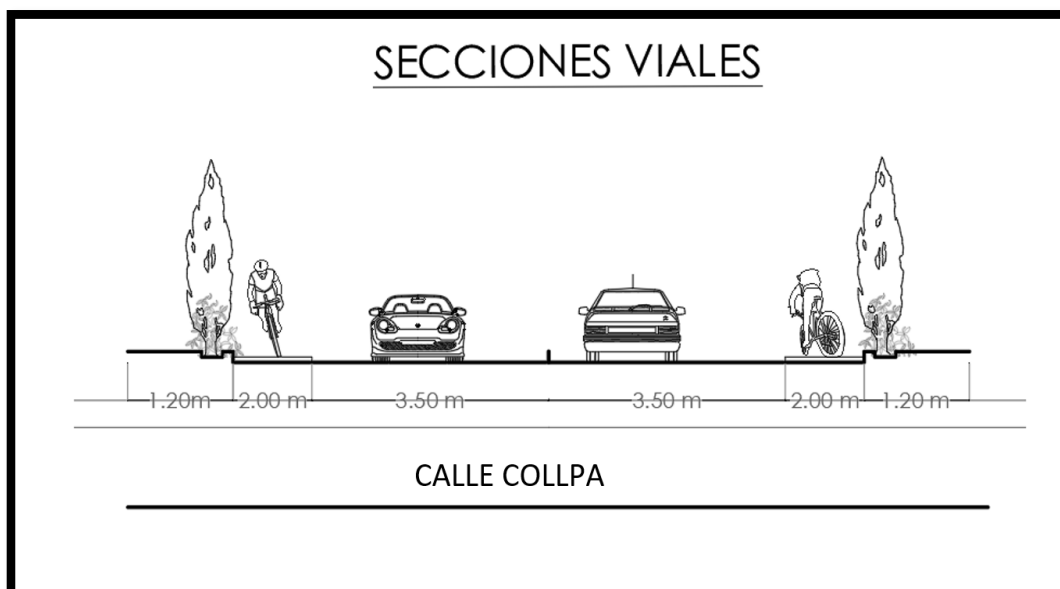 SECCIONES VIALES
1.20m 2.00 m 3.50 m 3.50 m 2.00 m 1.20 m
CALLE COLLPA